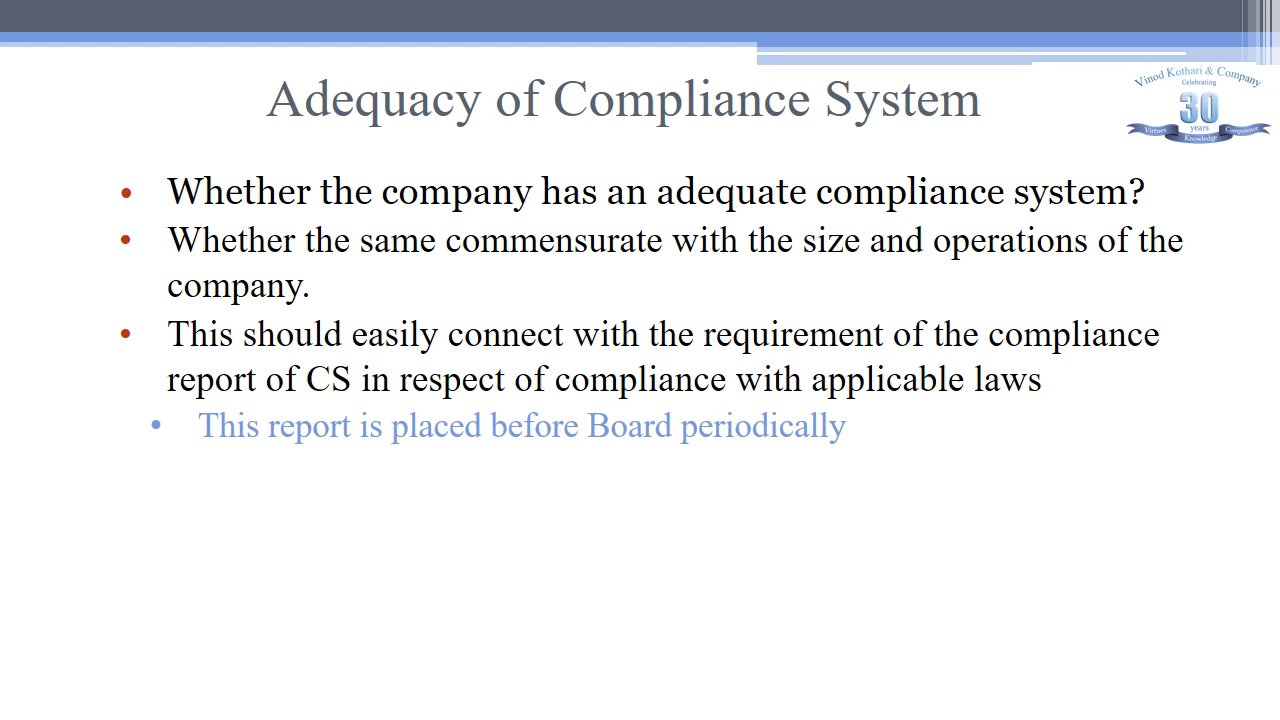 Adequacy of Compliance System
Vinod Kothari & Company
Celebrating
30
years
Virtues
Knowledge
Competence
• Whether the company has an adequate compliance system?
• Whether the same commensurate with the size and operations of the
company.
• This should easily connect with the requirement of the compliance
report of CS in respect of compliance with applicable laws
• This report is placed before Board periodically